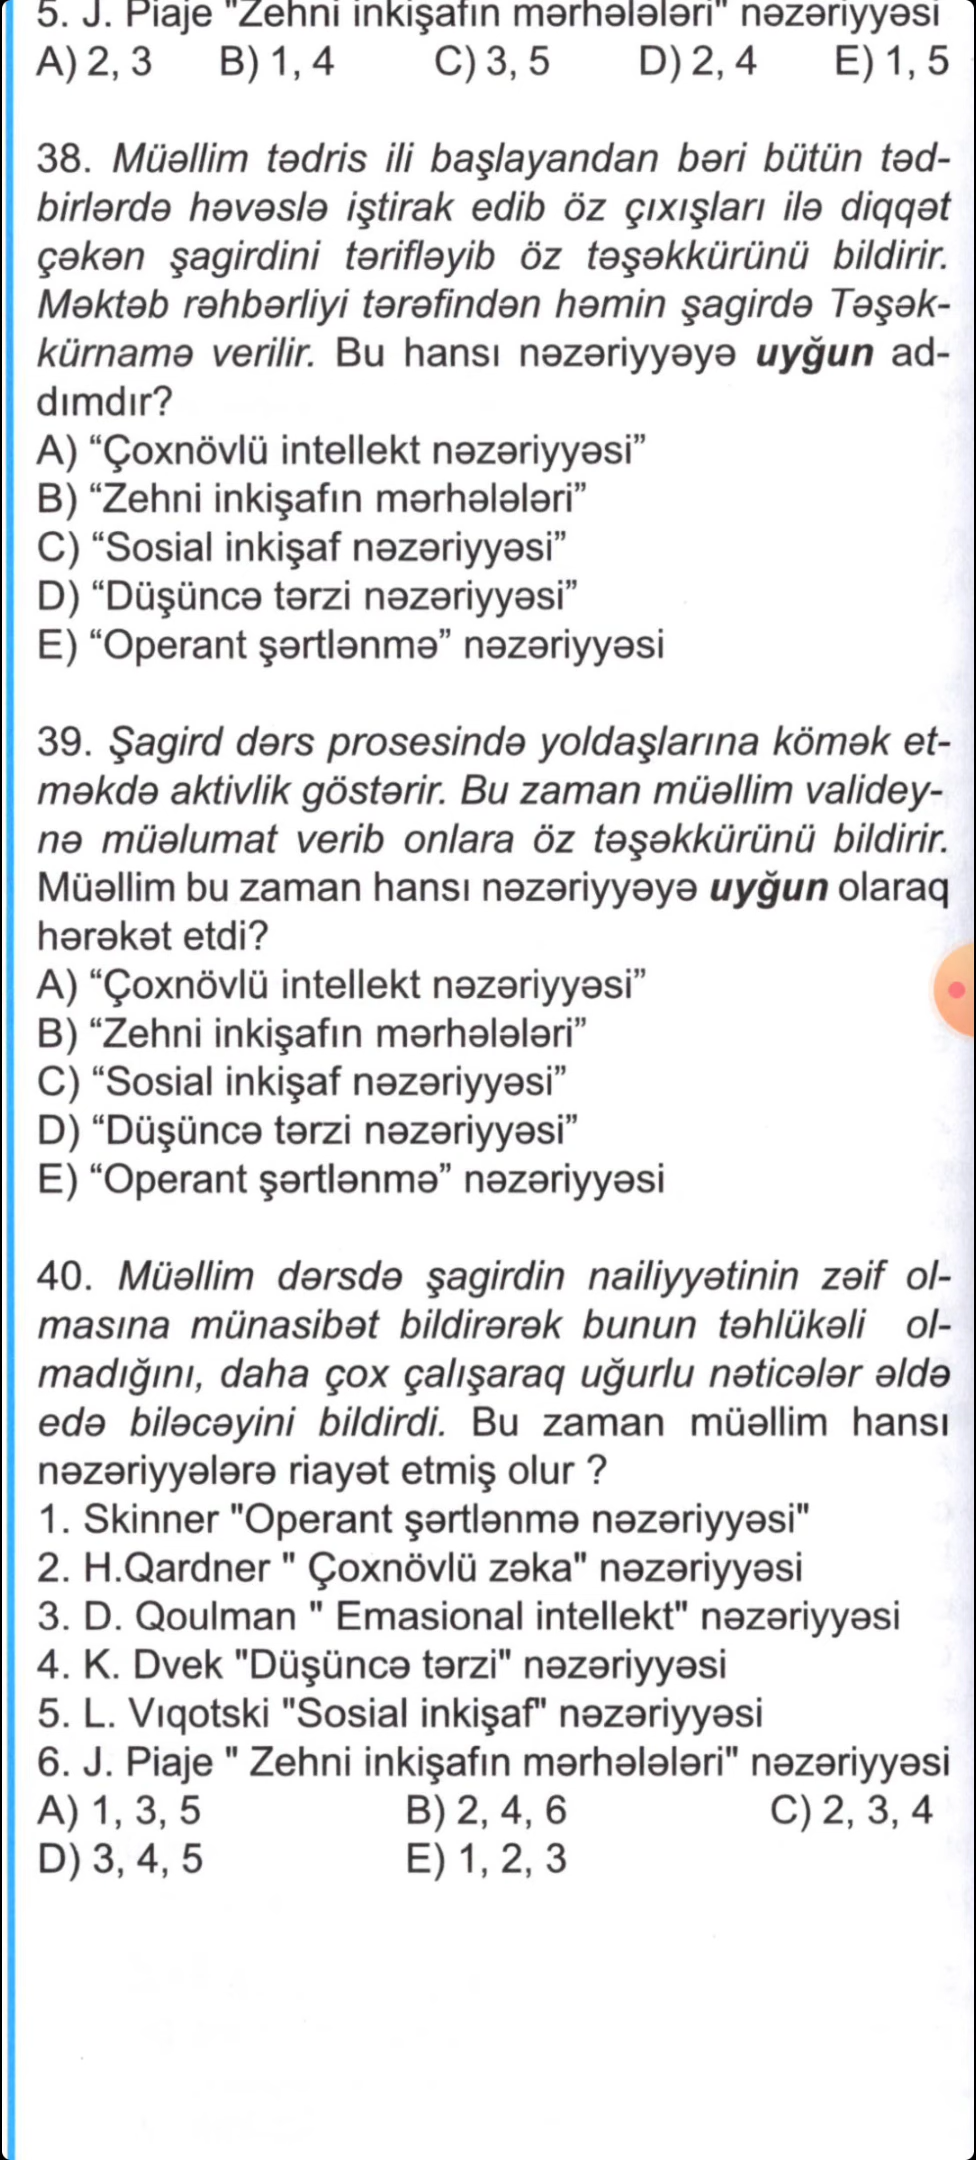 5. J. Piaje "Zehni inkişafın mərhələləri" nəzəriyyəsi
A) 2, 3 B) 1, 4 C) 3, 5 D) 2, 4 E) 1, 5
38. Müəllim tədris ili başlayandan bəri bütün təd-
birlərdə həvəslə iştirak edib öz çıxışları ilə diqqət
çəkən şagirdini tərifləyib öz təşəkkürünü bildirir.
Məktəb rəhbərliyi tərəfindən həmin şagirdə Təşək-
kürnamə verilir. Bu hansı nəzəriyyəyə uyğun ad-
dımdır?
A) “Çoxnövlü intellekt nəzəriyyəsi”
B) “Zehni inkişafın mərhələləri”
C) “Sosial inkişaf nəzəriyyəsi”
D) “Düşüncə tərzi nəzəriyyəsi”
E) “Operant şərtlənmə” nəzəriyyəsi
39. Şagird dərs prosesində yoldaşlarına kömək et-
məkdə aktivlik göstərir. Bu zaman müəllim validey-
nə müəlumat verib onlara öz təşəkkürünü bildirir.
Müəllim bu zaman hansı nəzəriyyəyə uyğun olaraq
hərəkət etdi?
A) “Çoxnövlü intellekt nəzəriyyəsi”
B) “Zehni inkişafın mərhələləri”
C) “Sosial inkişaf nəzəriyyəsi”
D) “Düşüncə tərzi nəzəriyyəsi”
E) “Operant şərtlənmə” nəzəriyyəsi
40. Müəllim dərsdə şagirdin nailiyyətinin zəif ol-
masına münasibət bildirərək bunun təhlükəli ol-
madığını, daha çox çalışaraq uğurlu nəticələr əldə
edə biləcəyini bildirdi. Bu zaman müəllim hansı
nəzəriyyələrə riayət etmiş olur ?
1. Skinner "Operant şərtlənmə nəzəriyyəsi"
2. H.Qardner " Çoxnövlü zəka" nəzəriyyəsi
3. D. Qoulman " Emasional intellekt" nəzəriyyəsi
4. K. Dvek "Düşüncə tərzi" nəzəriyyəsi
5. L. Vıqotski "Sosial inkişaf" nəzəriyyəsi
6. J. Piaje " Zehni inkişafın mərhələləri" nəzəriyyəsi
A) 1, 3, 5 B) 2, 4, 6 C) 2, 3, 4
D) 3, 4, 5 E) 1, 2, 3